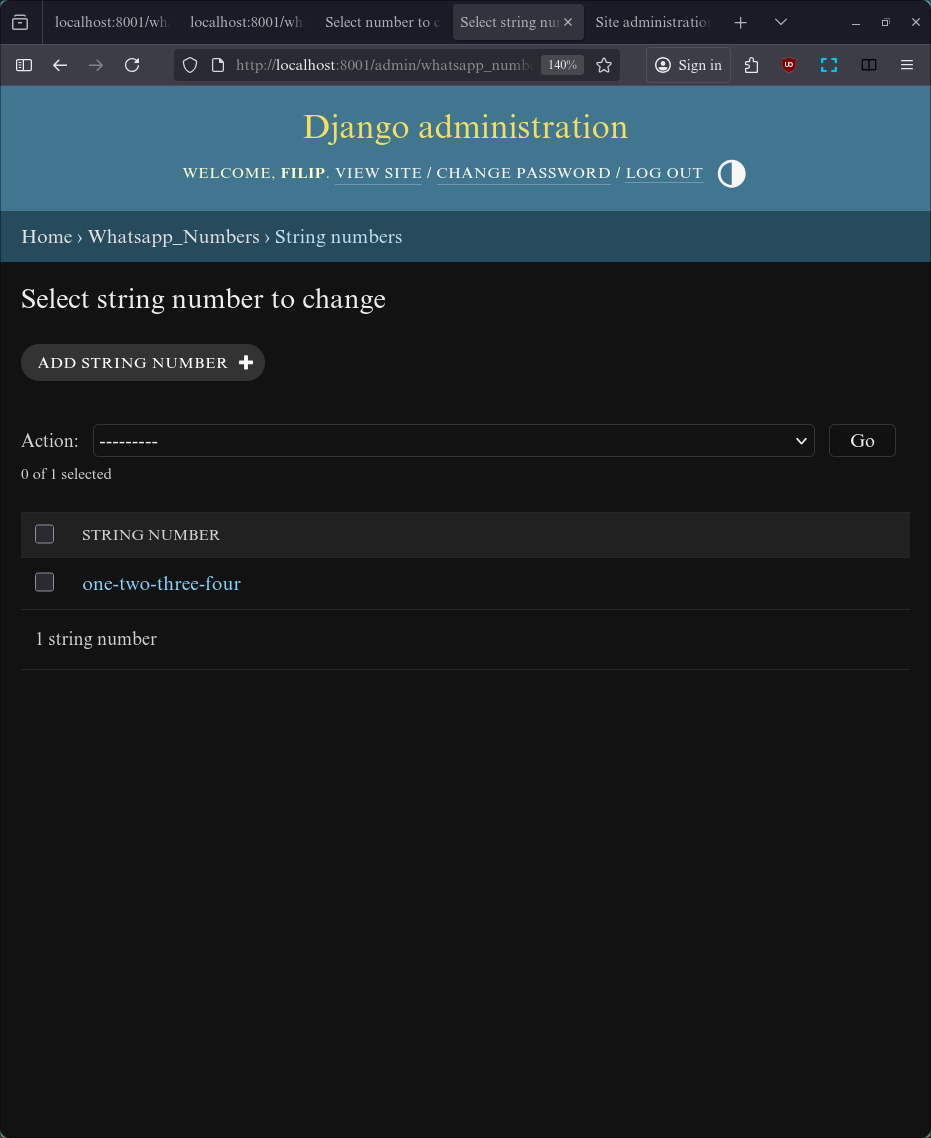 localhost:8001/wh
localhost:8001/wh
Select number to c
Select string nu
Site administratio
http://localhost:8001/admin/whatsapp_numb
140%
Sign in
Django administration
WELCOME, FILIP. VIEW SITE / CHANGE PASSWORD / LOG OUT
Home › Whatsapp_Numbers › String numbers
Select string number to change
ADD STRING NUMBER
Action: --------- Go
0 of 1 selected
STRING NUMBER
one-two-three-four
1 string number